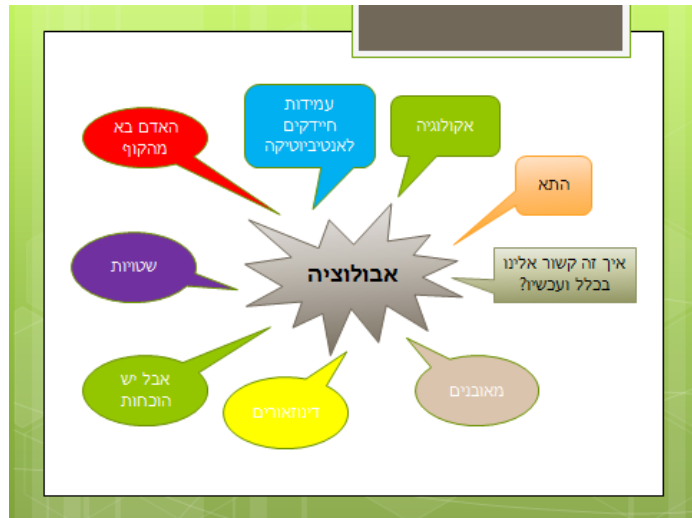 עמידות
חיידקים
לאנטיביוטיקה
אקולוגיה
האדם בא
מהקוף
התא
שטויות
אבולוציה
איך זה קשור אלינו
בכלל ועכשיו?
אבל יש
הוכחות
דינוזאורים
מאובנים